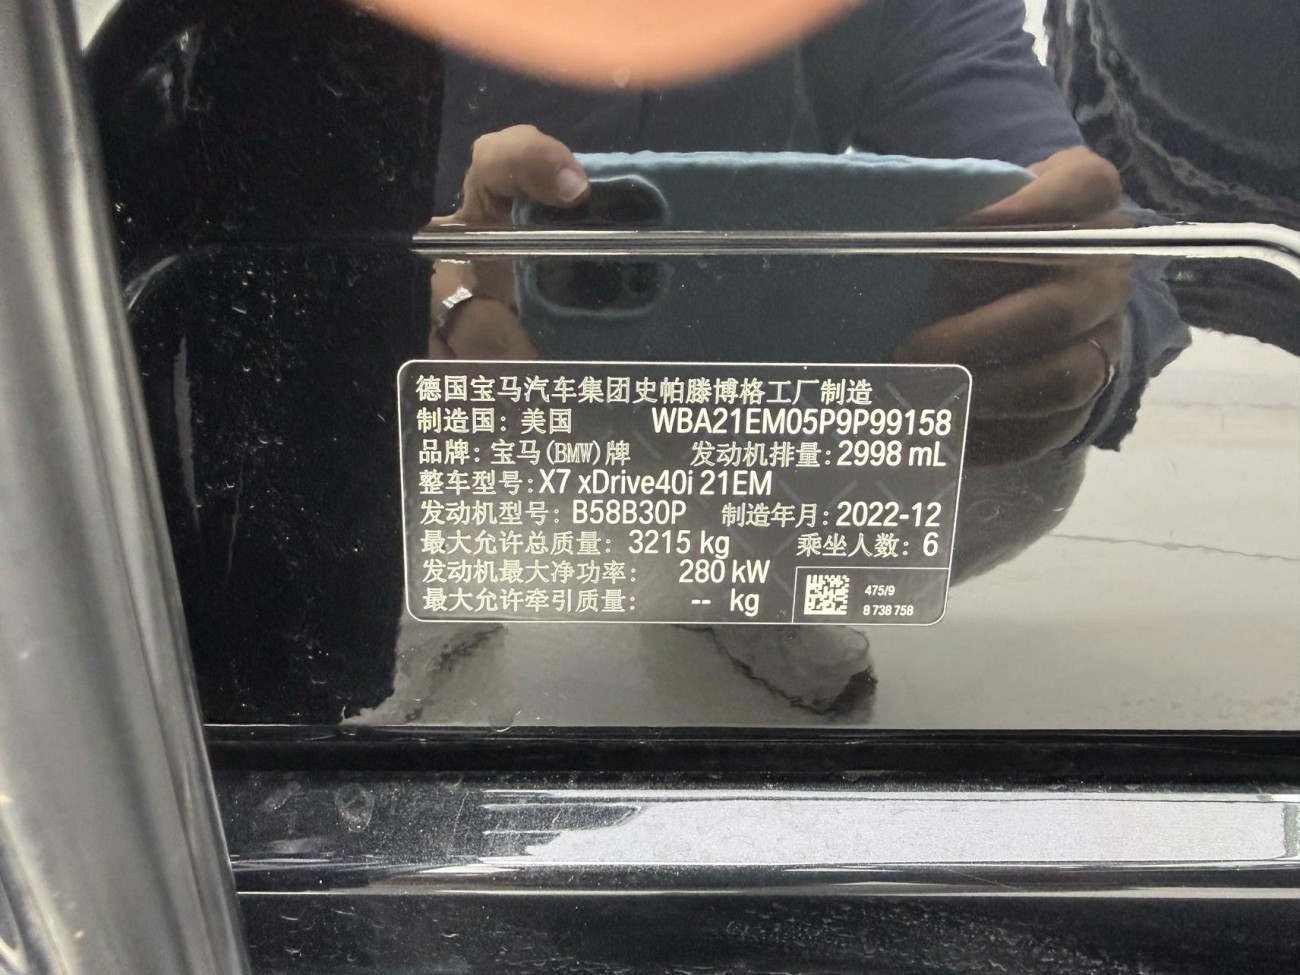 德国宝马汽车集团史帕滕博格工厂制造
制造国：美国 WBA21EM05P9P99158
品牌：宝马(BMW)牌 发动机排量：2998 mL
整车型号：X7 xDrive40i 21EM
发动机型号：B58B30P 制造年月：2022-12
最大允许总质量：3215 kg 乘坐人数：6
发动机最大净功率：280 kW
最大允许牵引质量：-- kg
475/9
8 738 758